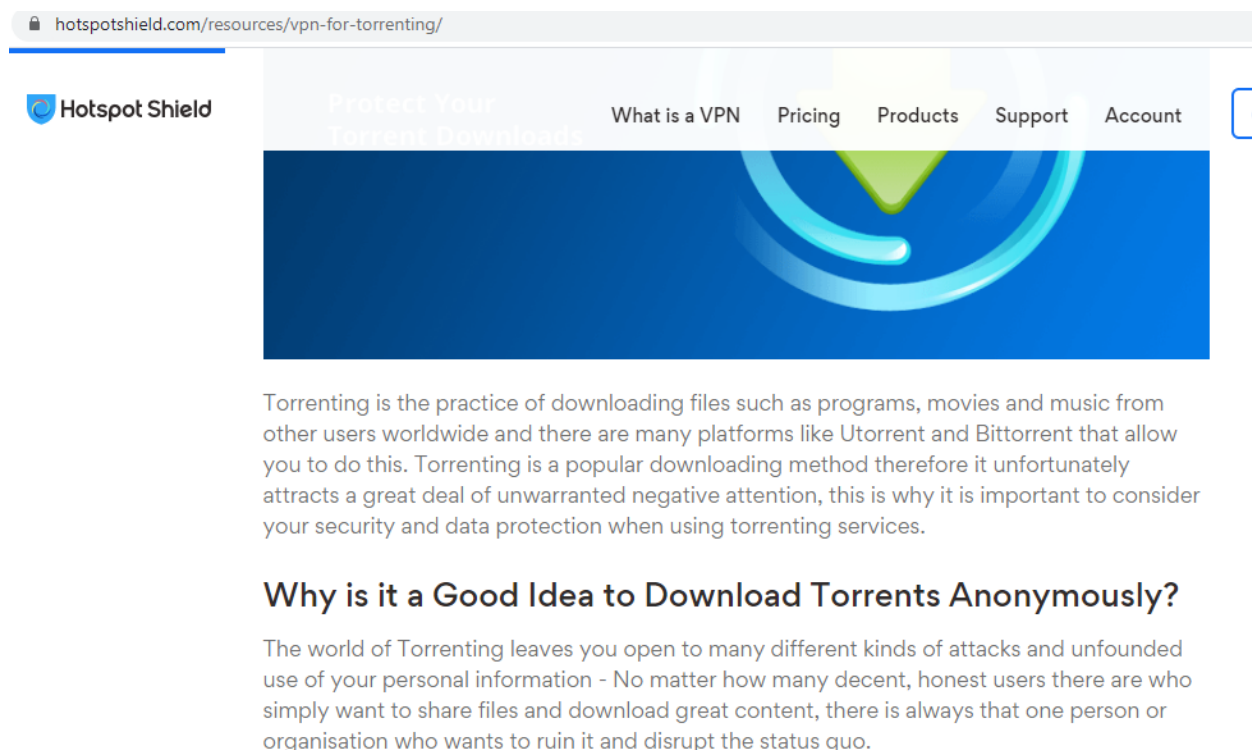 hotspotshield.com/resources/vpn-for-torrenting/
Hotspot Shield
Protect Your
Torrent Downloads
What is a VPN Pricing Products Support Account
Torrenting is the practice of downloading files such as programs, movies and music from
other users worldwide and there are many platforms like Utorrent and Bittorrent that allow
you to do this. Torrenting is a popular downloading method therefore it unfortunately
attracts a great deal of unwarranted negative attention, this is why it is important to consider
your security and data protection when using torrenting services.
Why is it a Good Idea to Download Torrents Anonymously?
The world of Torrenting leaves you open to many different kinds of attacks and unfounded
use of your personal information - No matter how many decent, honest users there are who
simply want to share files and download great content, there is always that one person or
organisation who wants to ruin it and disrupt the status quo.